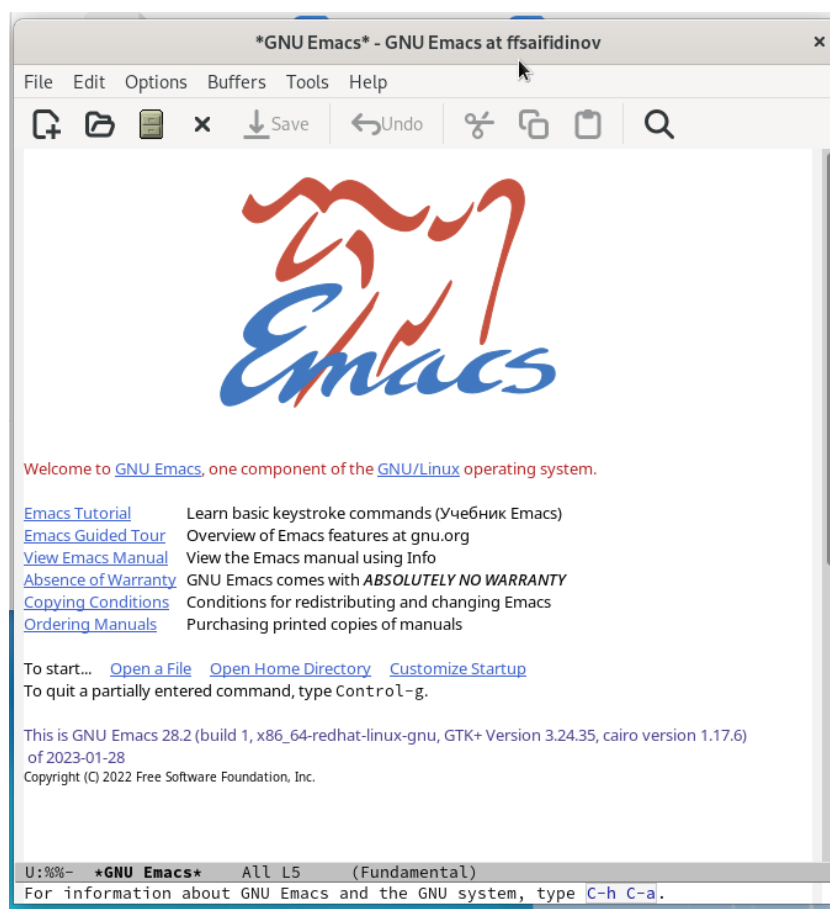 *GNU Emacs* - GNU Emacs at ffsaifidinov ×
File Edit Options Buffers Tools Help
Save Undo
Emacs
Welcome to GNU Emacs, one component of the GNU/Linux operating system.
Emacs Tutorial Learn basic keystroke commands (Учебник Emacs)
Emacs Guided Tour Overview of Emacs features at gnu.org
View Emacs Manual View the Emacs manual using Info
Absence of Warranty GNU Emacs comes with ABSOLUTELY NO WARRANTY
Copying Conditions Conditions for redistributing and changing Emacs
Ordering Manuals Purchasing printed copies of manuals
To start... Open a File Open Home Directory Customize Startup
To quit a partially entered command, type Control-g.
This is GNU Emacs 28.2 (build 1, x86_64-redhat-linux-gnu, GTK+ Version 3.24.35, cairo version 1.17.6)
of 2023-01-28
Copyright (C) 2022 Free Software Foundation, Inc.
U:%%- *GNU Emacs* All L5 (Fundamental)
For information about GNU Emacs and the GNU system, type C-h C-a.